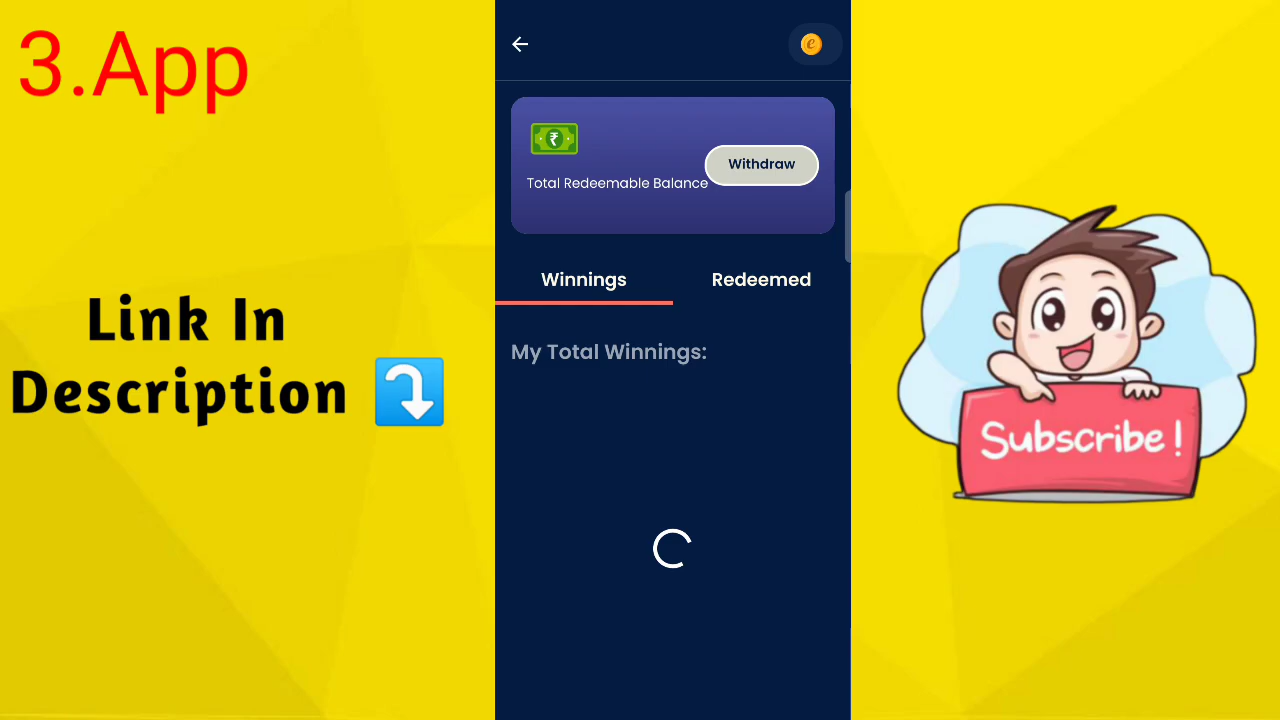 3.App
Link In
Description
₹
Withdraw
Total Redeemable Balance
Winnings
Redeemed
My Total Winnings:
Subscribe!